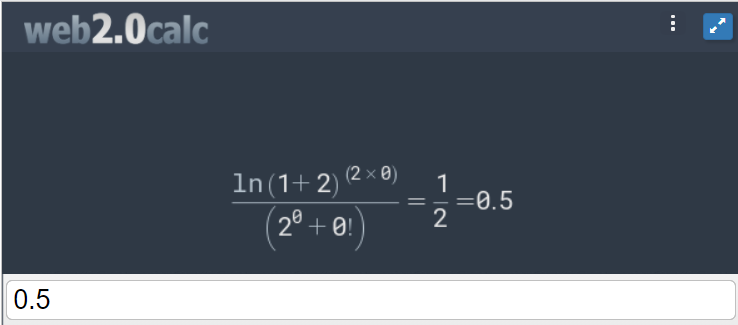 web2.0calc
ln(1+2)^(2×0) / (2^0+0!) = 1/2 =0.5
0.5